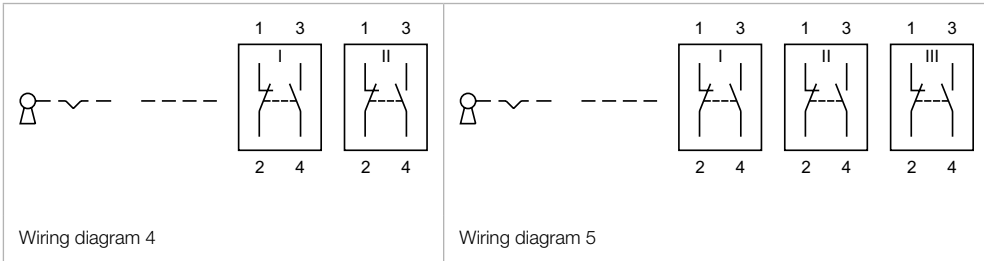 1 3 1 3
I II
2 4 2 4
Wiring diagram 4
1 3 1 3 1 3
I II III
2 4 2 4 2 4
Wiring diagram 5